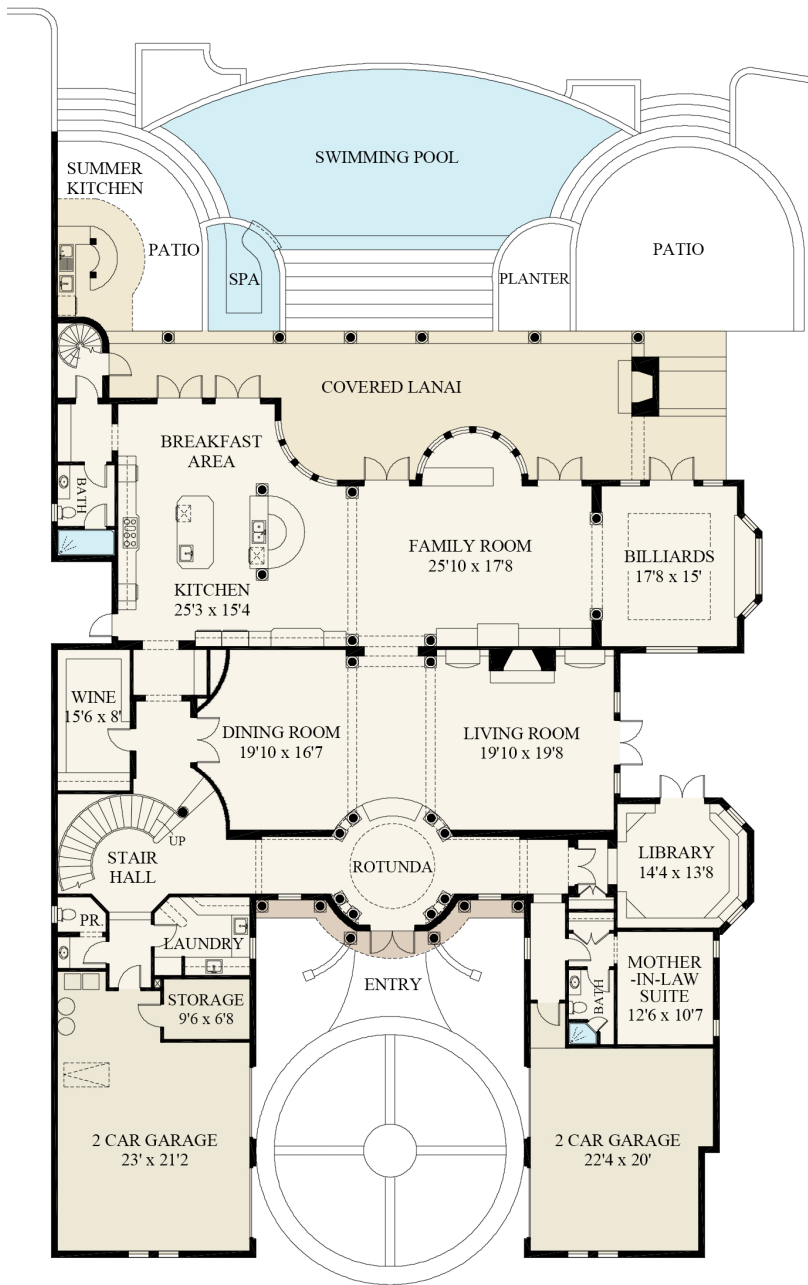 SWIMMING POOL
SUMMER
KITCHEN
PATIO
SPA
PLANTER
PATIO
COVERED LANAI
BREAKFAST
AREA
BATH
KITCHEN
25'3 x 15'4
FAMILY ROOM
25'10 x 17'8
BILLIARDS
17'8 x 15'
WINE
15'6 x 8'
DINING ROOM
19'10 x 16'7
LIVING ROOM
19'10 x 19'8
UP
STAIR
HALL
ROTUNDA
LIBRARY
14'4 x 13'8
PR.
LAUNDRY
ENTRY
STORAGE
9'6 x 6'8
BATH
MOTHER
-IN-LAW
SUITE
12'6 x 10'7
2 CAR GARAGE
23' x 21'2
2 CAR GARAGE
22'4 x 20'